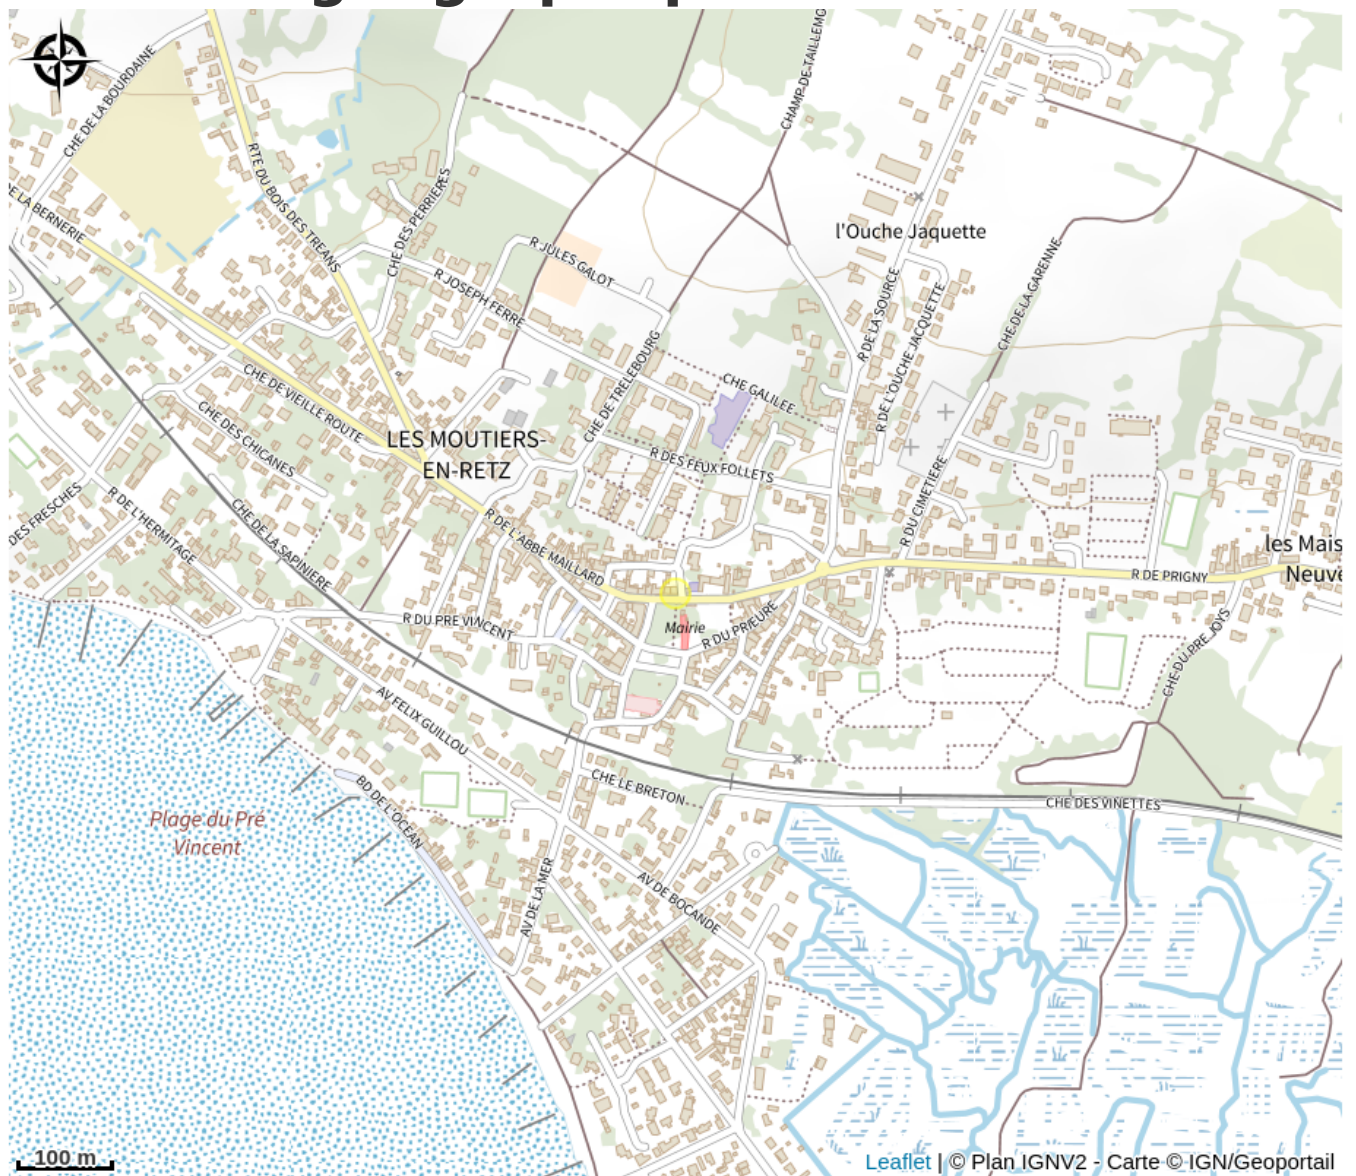 CHE DE LA BOURDAINE
DE LA BERNERIE
RTE DU BOIS DES TREANS
CHE DES PERRIERES
R JULES GALOT
R JOSEPH FERRE
CHE DE TRELEBOURG
l'Ouche Jaquette
R DE LA SOURCE
R DE L'OUCHE JACQUETTE
CHE DE LA GARENNE
CHE GALILEE
CHE DE VIEILLE ROUTE
CHE DES CHICANES
LES MOUTIERS-
EN-RETZ
R DES FEUX FOLLETS
R DU CIMETIERE
DES FRESCHES
R DE L'HERMITAGE
CHE DE LA SAPINIERE
R DE L'ABBE MAILLARD
les Mais
Neuve
R DE PRIGNY
R DU PRE VINCENT
Mairie
R DU PRIEURE
CHE DU PRE JOYS
AV FELIX GUILLOU
CHE LE BRETON
CHE DES VINETTES
BD DE L'OCEAN
Plage du Pré
Vincent
AV DE LA MER
AV DE BOCANDE
100 m
Leaflet | © Plan IGNV2 - Carte © IGN/Geoportail